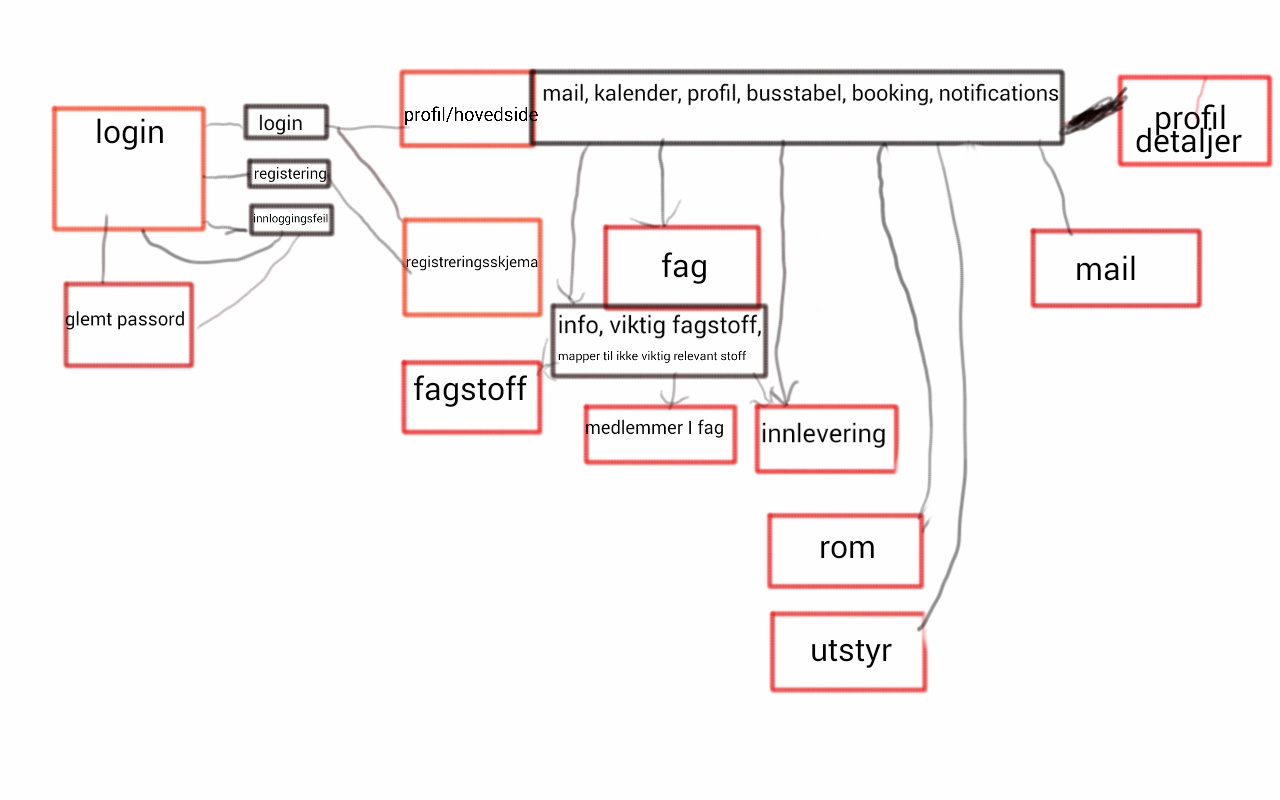 login
login
registering
innloggingsfeil
glemt passord
profil/hovedside
mail, kalender, profil, busstabel, booking, notifications
profil
detaljer
registreringsskjema
fag
info, viktig fagstoff,
mapper til ikke viktig relevant stoff
mail
fagstoff
medlemmer I fag
innlevering
rom
utstyr